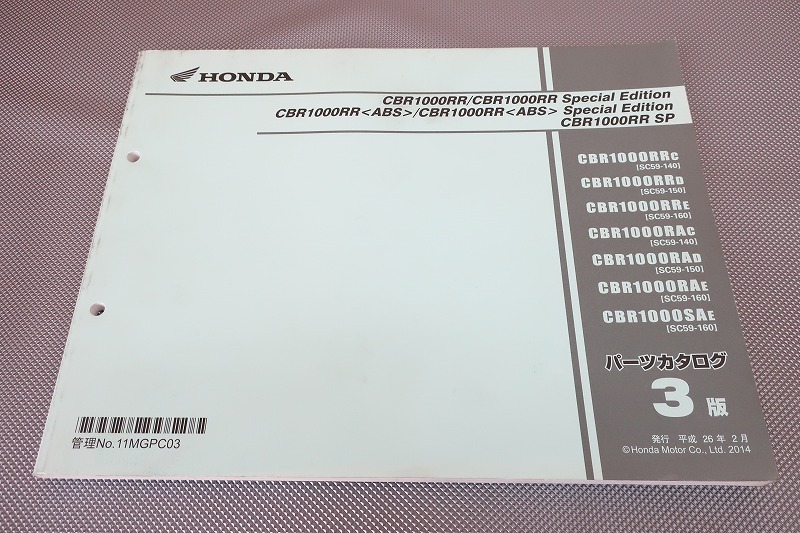 HONDA
CBR1000RR/CBR1000RR Special Edition
CBR1000RR<ABS>/CBR1000RR<ABS> Special Edition
CBR1000RR SP
CBR1000RRC
[SC59-140]
CBR1000RRD
[SC59-150]
CBR1000RRE
[SC59-160]
CBR1000RAC
[SC59-140]
CBR1000RAD
[SC59-150]
CBR1000RAE
[SC59-160]
CBR1000SAE
[SC59-160]
パーツカタログ
3版
発行 平成 26年 2月
©Honda Motor Co., Ltd. 2014
管理No.11MGPC03